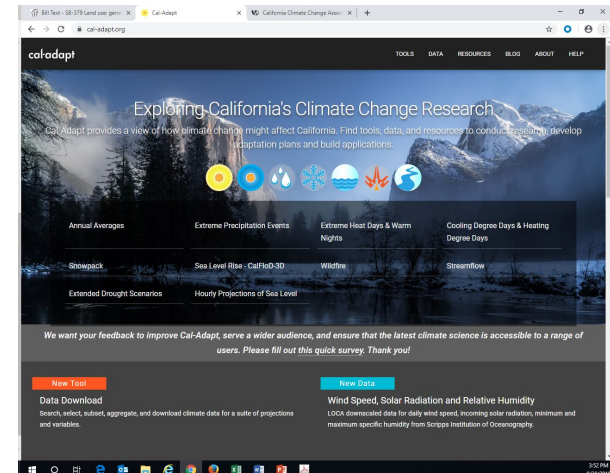 Bill Text - SB-379 Land use: gene
Cal-Adapt
California Climate Change Asses
cal-adapt.org
cal-adapt
TOOLS DATA RESOURCES BLOG ABOUT HELP
Exploring California's Climate Change Research
Cal-Adapt provides a view of how climate change might affect California. Find tools, data, and resources to conduct research, develop
adaptation plans and build applications.
Annual Averages
Extreme Precipitation Events
Extreme Heat Days & Warm
Nights
Cooling Degree Days & Heating
Degree Days
Snowpack
Sea Level Rise - CalFloD-3D
Wildfire
Streamflow
Extended Drought Scenarios
Hourly Projections of Sea Level
We want your feedback to improve Cal-Adapt, serve a wider audience, and ensure that the latest climate science is accessible to a range of
users. Please fill out this quick survey. Thank you!
New Tool
Data Download
Search, select, subset, aggregate, and download climate data for a suite of projections
and variables.
New Data
Wind Speed, Solar Radiation and Relative Humidity
LOCA downscaled data for daily wind speed, incoming solar radiation, minimum and
maximum specific humidity from Scripps Institution of Oceanography.
3:52 PM